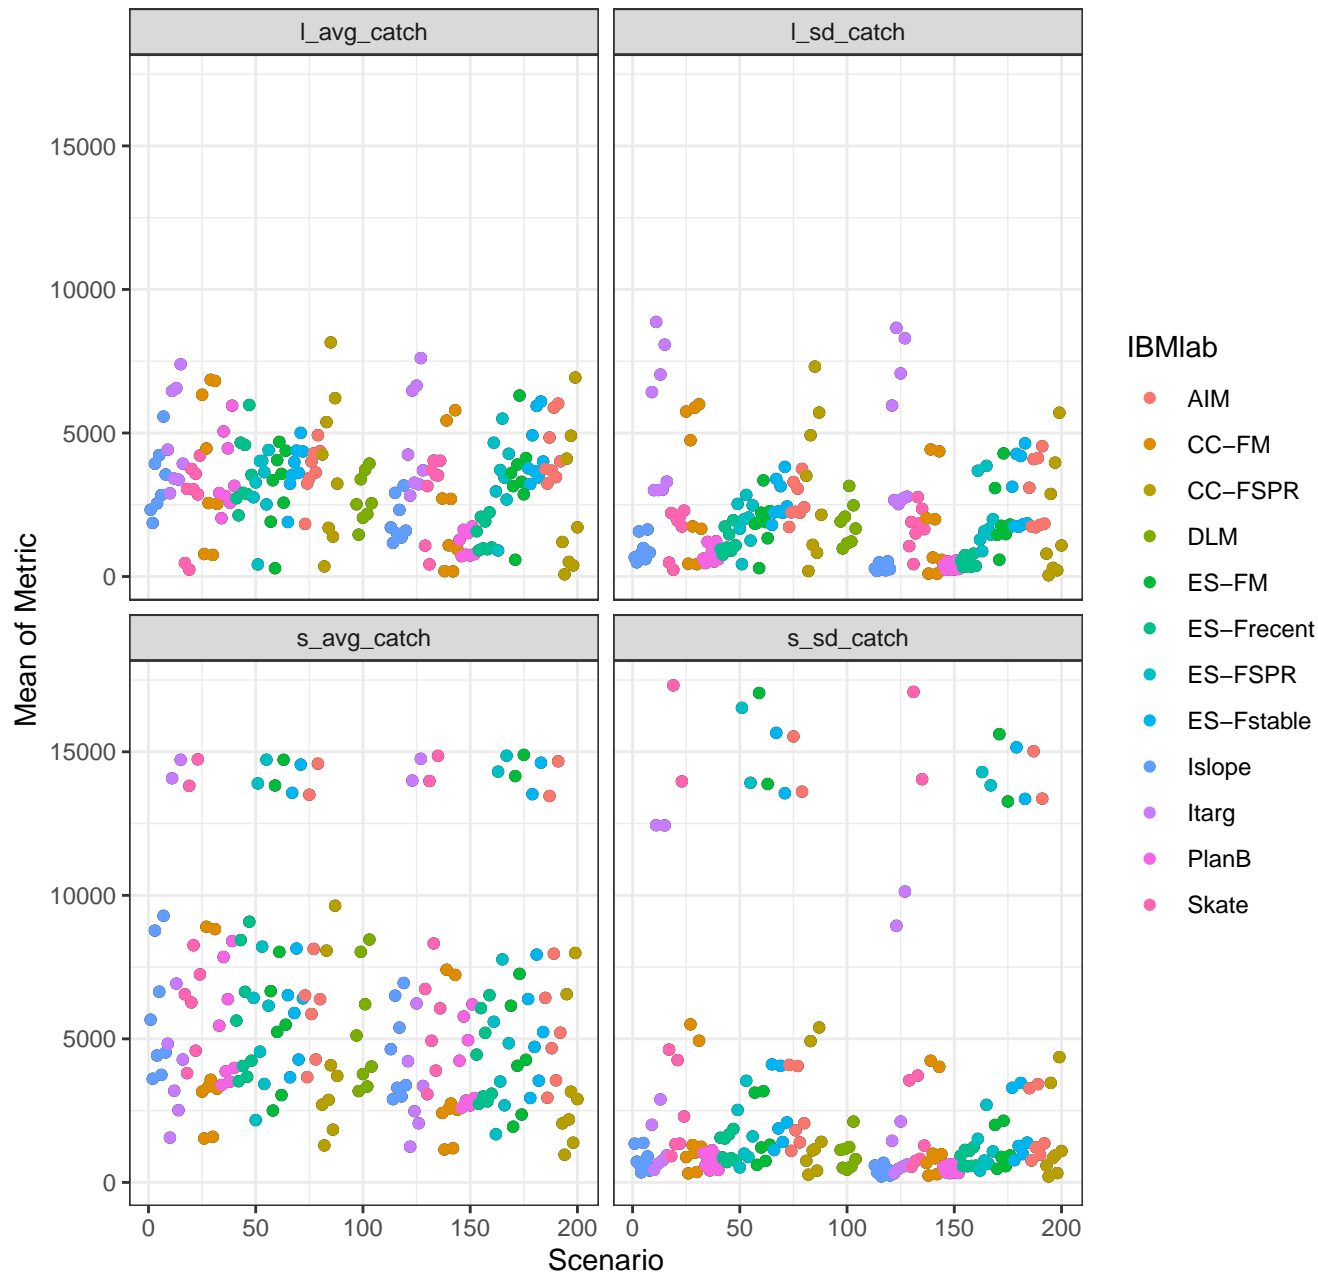 l_avg_catch
l_sd_catch
15000
10000
5000
0
s_avg_catch
s_sd_catch
15000
10000
5000
0
0
50
100
150
200
0
50
100
150
200
Scenario
Mean of Metric
IBMlab
AIM
CC−FM
CC−FSPR
DLM
ES−FM
ES−Frecent
ES−FSPR
ES−Fstable
Islope
Itarg
PlanB
Skate